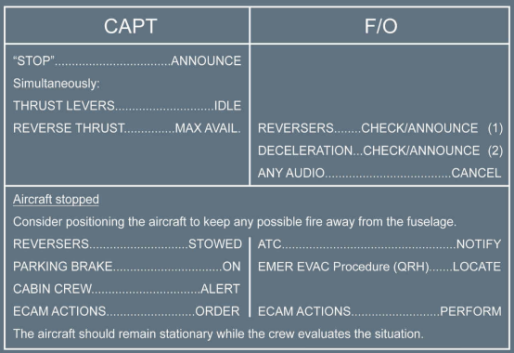 CAPT F/O
"STOP"................................ANNOUNCE
Simultaneously:
THRUST LEVERS............................IDLE
REVERSE THRUST..............MAX AVAIL. REVERSERS........CHECK/ANNOUNCE (1)
DECELERATION...CHECK/ANNOUNCE (2)
ANY AUDIO...................................CANCEL
Aircraft stopped
Consider positioning the aircraft to keep any possible fire away from the fuselage.
REVERSERS...........................STOWED ATC................................................NOTIFY
PARKING BRAKE..............................ON EMER EVAC Procedure (QRH).......LOCATE
CABIN CREW..............................ALERT
ECAM ACTIONS........................ORDER ECAM ACTIONS........................PERFORM
The aircraft should remain stationary while the crew evaluates the situation.